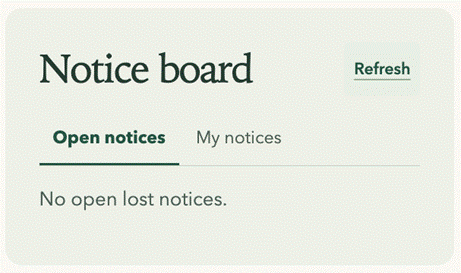 Notice board
Refresh
Open notices
My notices
No open lost notices.